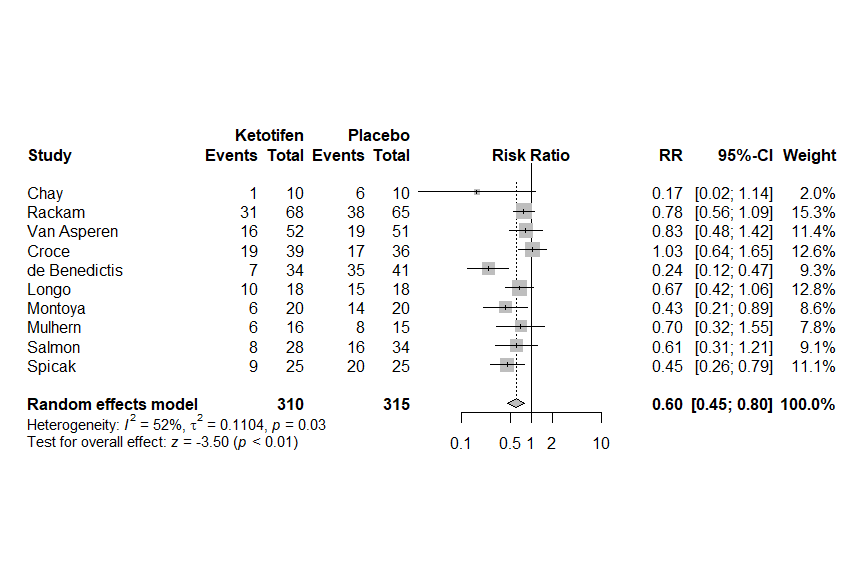 Ketotifen Placebo
Study Events Total Events Total Risk Ratio RR 95%-CI Weight
Chay 1 10 6 10 0.17 [0.02; 1.14] 2.0%
Rackam 31 68 38 65 0.78 [0.56; 1.09] 15.3%
Van Asperen 16 52 19 51 0.83 [0.48; 1.42] 11.4%
Croce 19 39 17 36 1.03 [0.64; 1.65] 12.6%
de Benedictis 7 34 35 41 0.24 [0.12; 0.47] 9.3%
Longo 10 18 15 18 0.67 [0.42; 1.06] 12.8%
Montoya 6 20 14 20 0.43 [0.21; 0.89] 8.6%
Mulhern 6 16 8 15 0.70 [0.32; 1.55] 7.8%
Salmon 8 28 16 34 0.61 [0.31; 1.21] 9.1%
Spicak 9 25 20 25 0.45 [0.26; 0.79] 11.1%
Random effects model 310 315 0.60 [0.45; 0.80] 100.0%
Heterogeneity: I² = 52%, τ² = 0.1104, p = 0.03
Test for overall effect: z = -3.50 (p < 0.01)
0.1 0.5 1 2 10